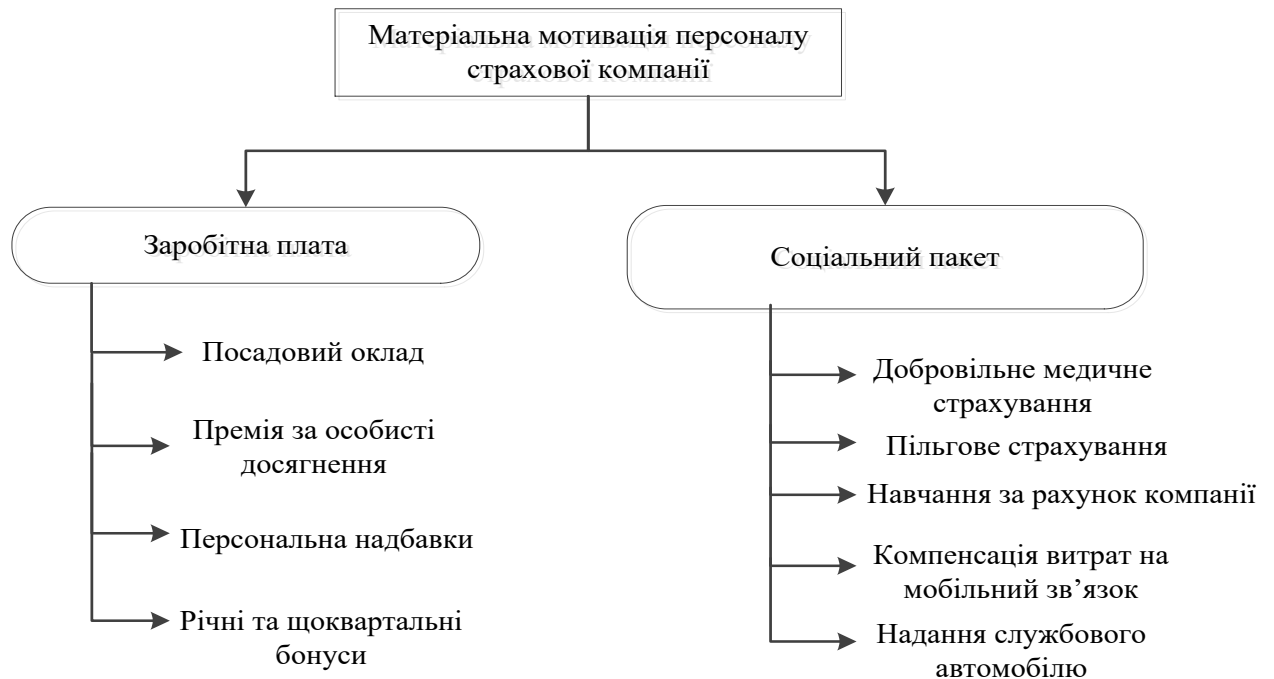 Матеріальна мотивація персоналу
страхової компанії
Заробітна плата
Посадовий оклад
Премія за особисті
досягнення
Персональна надбавки
Річні та щоквартальні
бонуси
Соціальний пакет
Добровільне медичне
страхування
Пільгове страхування
Навчання за рахунок компанії
Компенсація витрат на
мобільний зв’язок
Надання службового
автомобілю